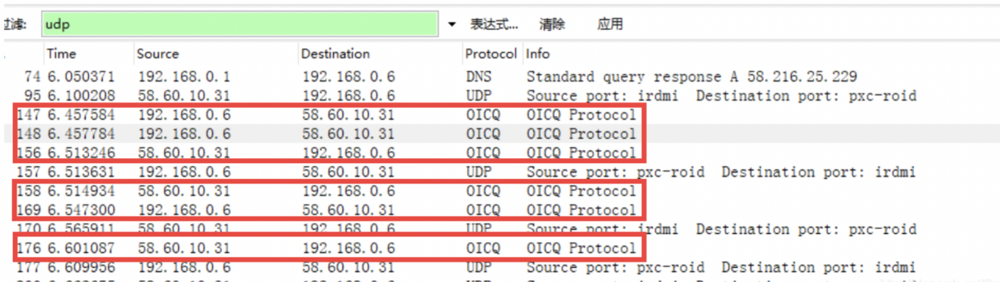 过滤: udp 表达式... 清除 应用
Time Source Destination Protocol Info
74 6.050371 192.168.0.1 192.168.0.6 DNS Standard query response A 58.216.25.229
95 6.100208 58.60.10.31 192.168.0.6 UDP Source port: irdmi Destination port: pxc-roid
147 6.457584 192.168.0.6 58.60.10.31 OICQ OICQ Protocol
148 6.457784 192.168.0.6 58.60.10.31 OICQ OICQ Protocol
156 6.513246 58.60.10.31 192.168.0.6 OICQ OICQ Protocol
157 6.513631 192.168.0.6 58.60.10.31 UDP Source port: pxc-roid Destination port: irdmi
158 6.514934 58.60.10.31 192.168.0.6 OICQ OICQ Protocol
169 6.547300 192.168.0.6 58.60.10.31 OICQ OICQ Protocol
170 6.565911 58.60.10.31 192.168.0.6 UDP Source port: irdmi Destination port: pxc-roid
176 6.601087 58.60.10.31 192.168.0.6 OICQ OICQ Protocol
177 6.609956 192.168.0.6 58.60.10.31 UDP Source port: pxc-roid Destination port: irdmi